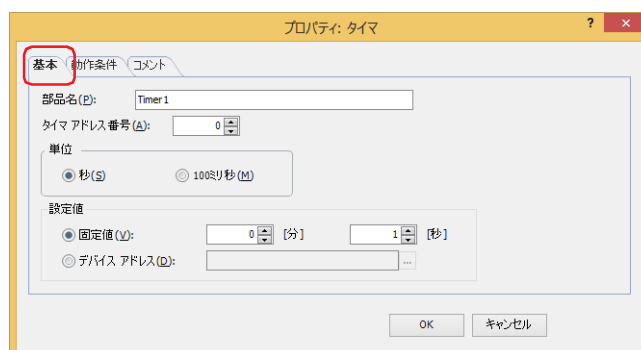 プロパティ: タイマ ? ×
基本 動作条件 コメント
部品名(P): Timer1
タイマ アドレス番号(A): 0
単位
秒(S) 100ミリ秒(M)
設定値
固定値(V): 0 [分] 1 [秒]
デバイス アドレス(D): ...
OK キャンセル